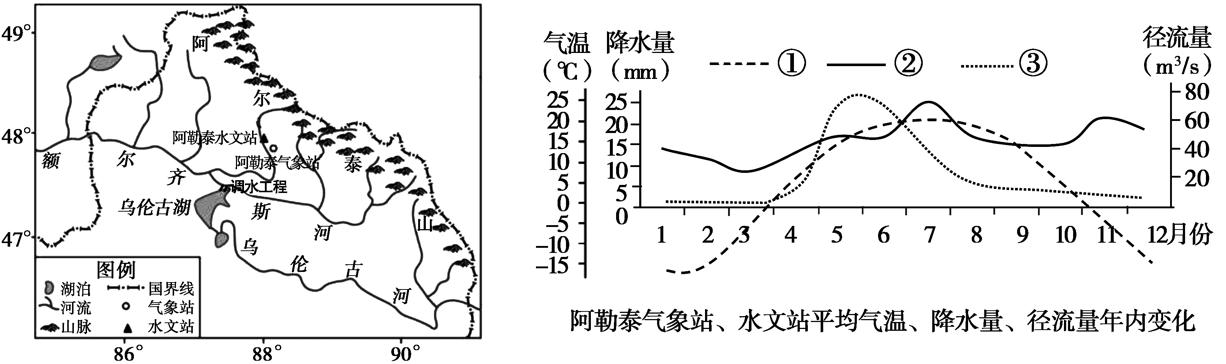 49°
48°
47°
86°
88°
90°
阿
尔
泰
山
阿勒泰水文站
阿勒泰气象站
额
尔
齐
斯
河
调水工程
乌伦古湖
乌
伦
古
河
图例
湖泊
国界线
河流
气象站
山脉
水文站
气温 降水量 径流量
(℃) (mm) (m³/s)
① ② ③
25 25 80
20 20 60
15 15 40
10 10 20
5 5
0 0
-5
-10
-15
1 2 3 4 5 6 7 8 9 10 11 12月份
阿勒泰气象站、水文站平均气温、降水量、径流量年内变化